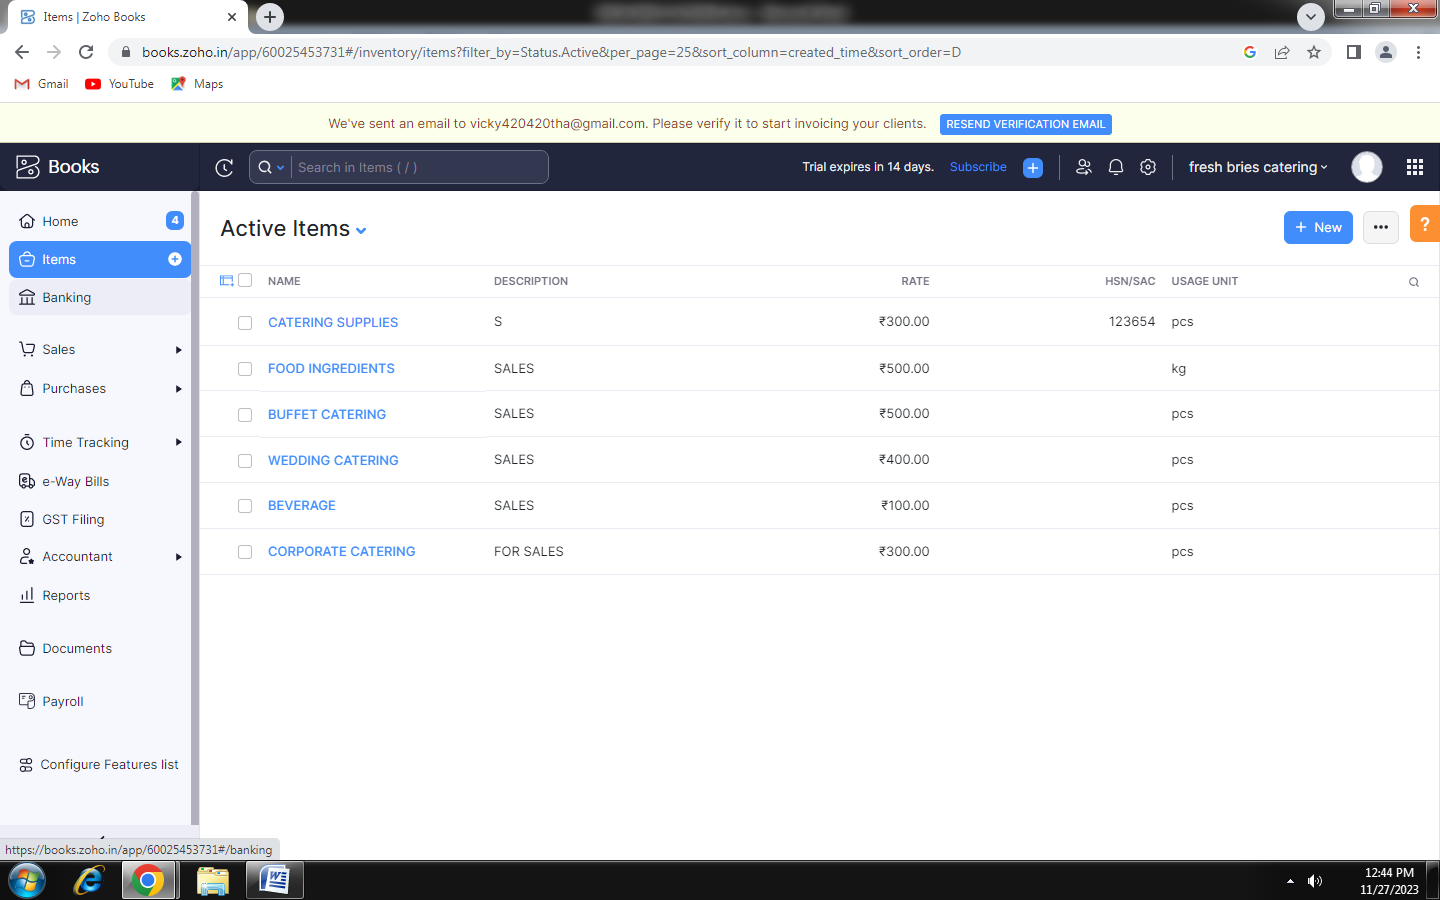 Items | Zoho Books
books.zoho.in/app/60025453731#/inventory/items?filter_by=Status.Active&per_page=25&sort_column=created_time&sort_order=D
Gmail YouTube Maps
We've sent an email to vicky420420tha@gmail.com. Please verify it to start invoicing your clients. RESEND VERIFICATION EMAIL
Books Search in Items ( / ) Trial expires in 14 days. Subscribe fresh bries catering
Home 4
Items
Banking
Sales
Purchases
Time Tracking
e-Way Bills
GST Filing
Accountant
Reports
Documents
Payroll
Configure Features list
Active Items + New ••• ?
NAME DESCRIPTION RATE HSN/SAC USAGE UNIT
CATERING SUPPLIES S ₹300.00 123654 pcs
FOOD INGREDIENTS SALES ₹500.00 kg
BUFFET CATERING SALES ₹500.00 pcs
WEDDING CATERING SALES ₹400.00 pcs
BEVERAGE SALES ₹100.00 pcs
CORPORATE CATERING FOR SALES ₹300.00 pcs
https://books.zoho.in/app/60025453731#/banking
12:44 PM
11/27/2023